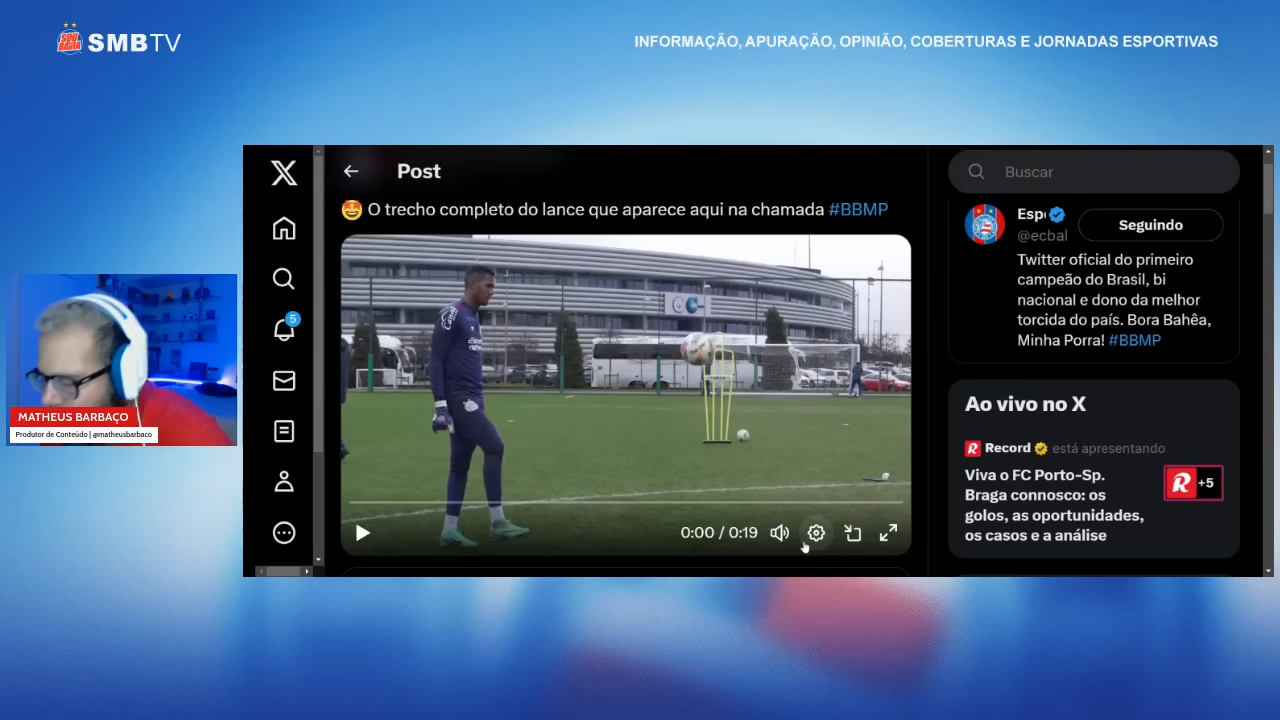 SMBTV
INFORMAÇÃO, APURAÇÃO, OPINIÃO, COBERTURAS E JORNADAS ESPORTIVAS
Post
🤩 O trecho completo do lance que aparece aqui na chamada #BBMP
5
0:00 / 0:19
Buscar
Esp
@ecbal
Seguindo
Twitter oficial do primeiro
campeão do Brasil, bi
nacional e dono da melhor
torcida do país. Bora Bahêa,
Minha Porra! #BBMP
Ao vivo no X
Record está apresentando
Viva o FC Porto-Sp.
Braga connosco: os
golos, as oportunidades,
os casos e a análise
R +5
MATHEUS BARBAÇO
Produtor de Conteúdo | @matheusbarbaco